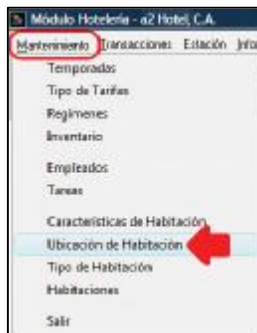 Módulo Hotelería - a2 Hotel, C.A.
Mantenimiento Transacciones Estación Info
Temporadas
Tipo de Tarifas
Regimenes
Inventario
Empleados
Tareas
Características de Habitación
Ubicación de Habitación
Tipo de Habitación
Habitaciones
Salir